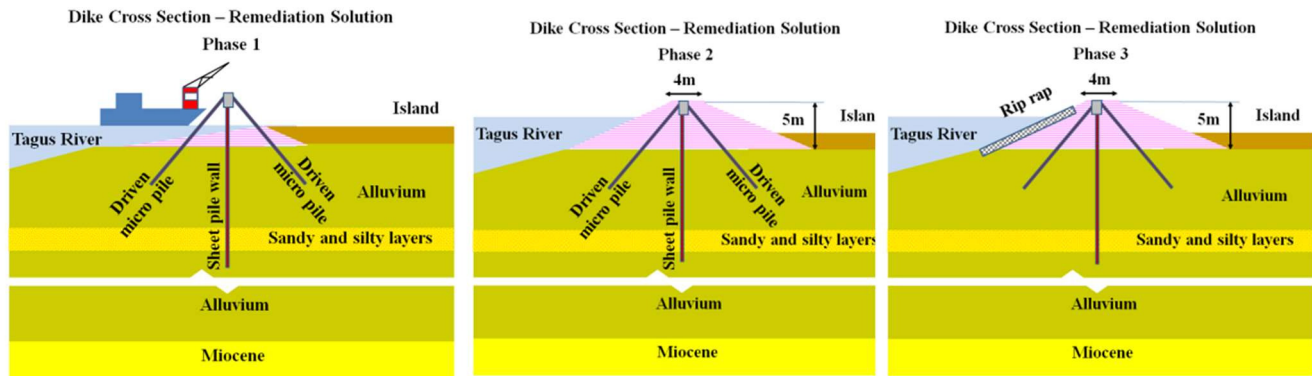 Dike Cross Section – Remediation Solution
Phase 1
Island
Tagus River
Driven
micro pile
Sheet pile wall
Driven
micro pile
Alluvium
Sandy and silty layers
Alluvium
Miocene
Dike Cross Section – Remediation Solution
Phase 2
4m
5m
Islan
Tagus River
Driven
micro pile
Sheet pile wall
Driven
micro pile
Alluvium
Sandy and silty layers
Alluvium
Miocene
Dike Cross Section – Remediation Solution
Phase 3
4m
Rip rap
5m
Island
Tagus River
Alluvium
Sandy and silty layers
Alluvium
Miocene